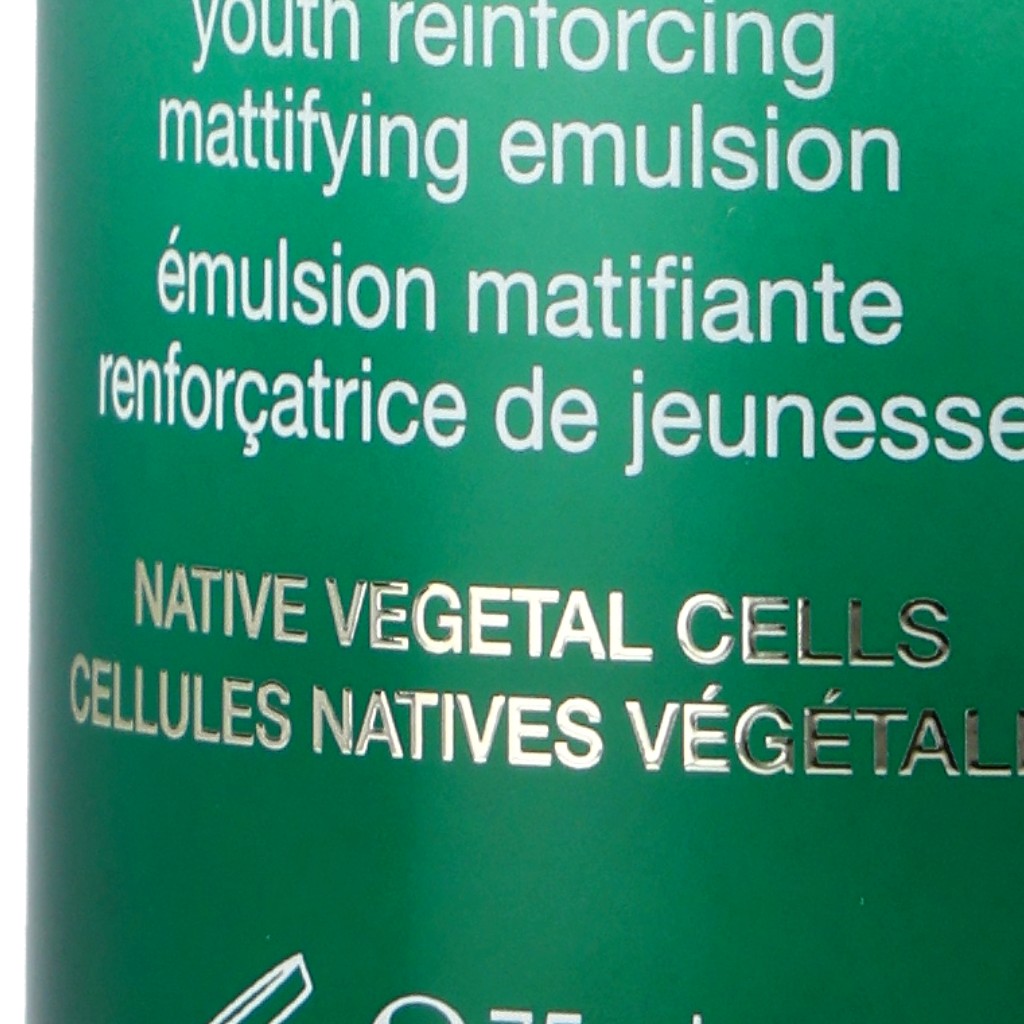 youth reinforcing
mattifying emulsion
émulsion matifiante
renforçatrice de jeunesse
NATIVE VEGETAL CELLS
CELLULES NATIVES VÉGÉTAL